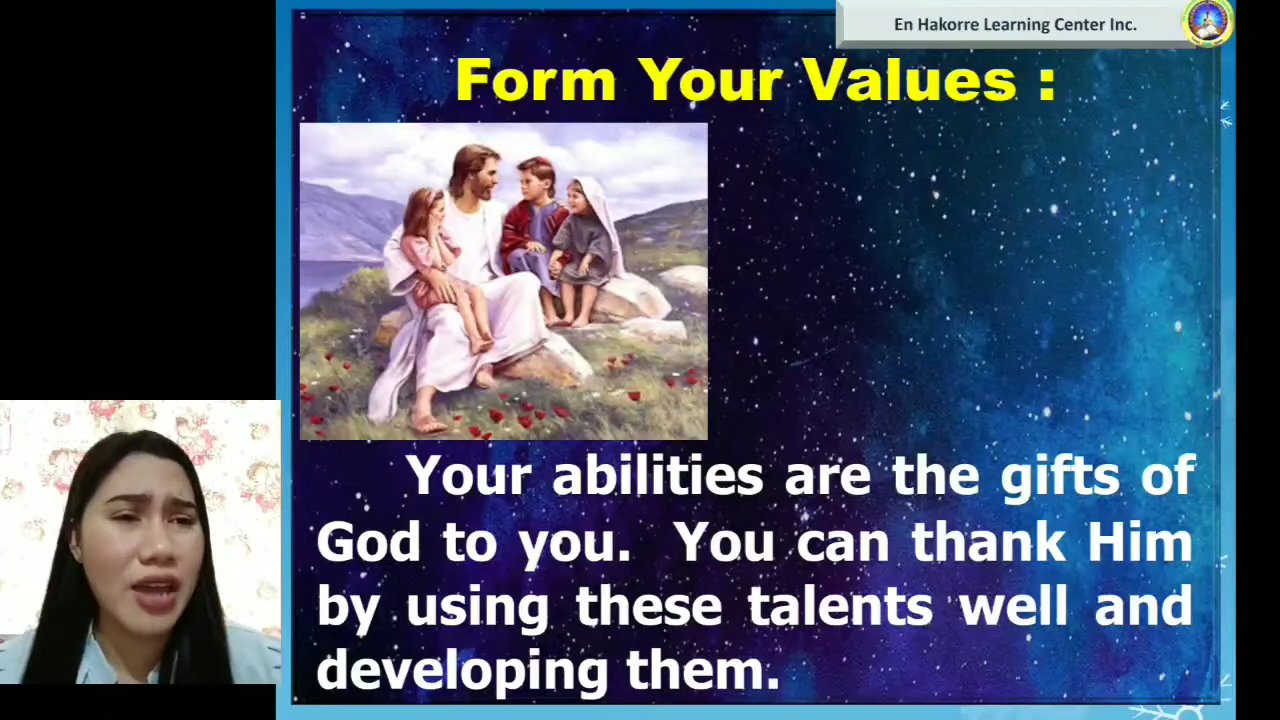 En Hakorre Learning Center Inc.
Form Your Values :
Your abilities are the gifts of
God to you. You can thank Him
by using these talents well and
developing them.